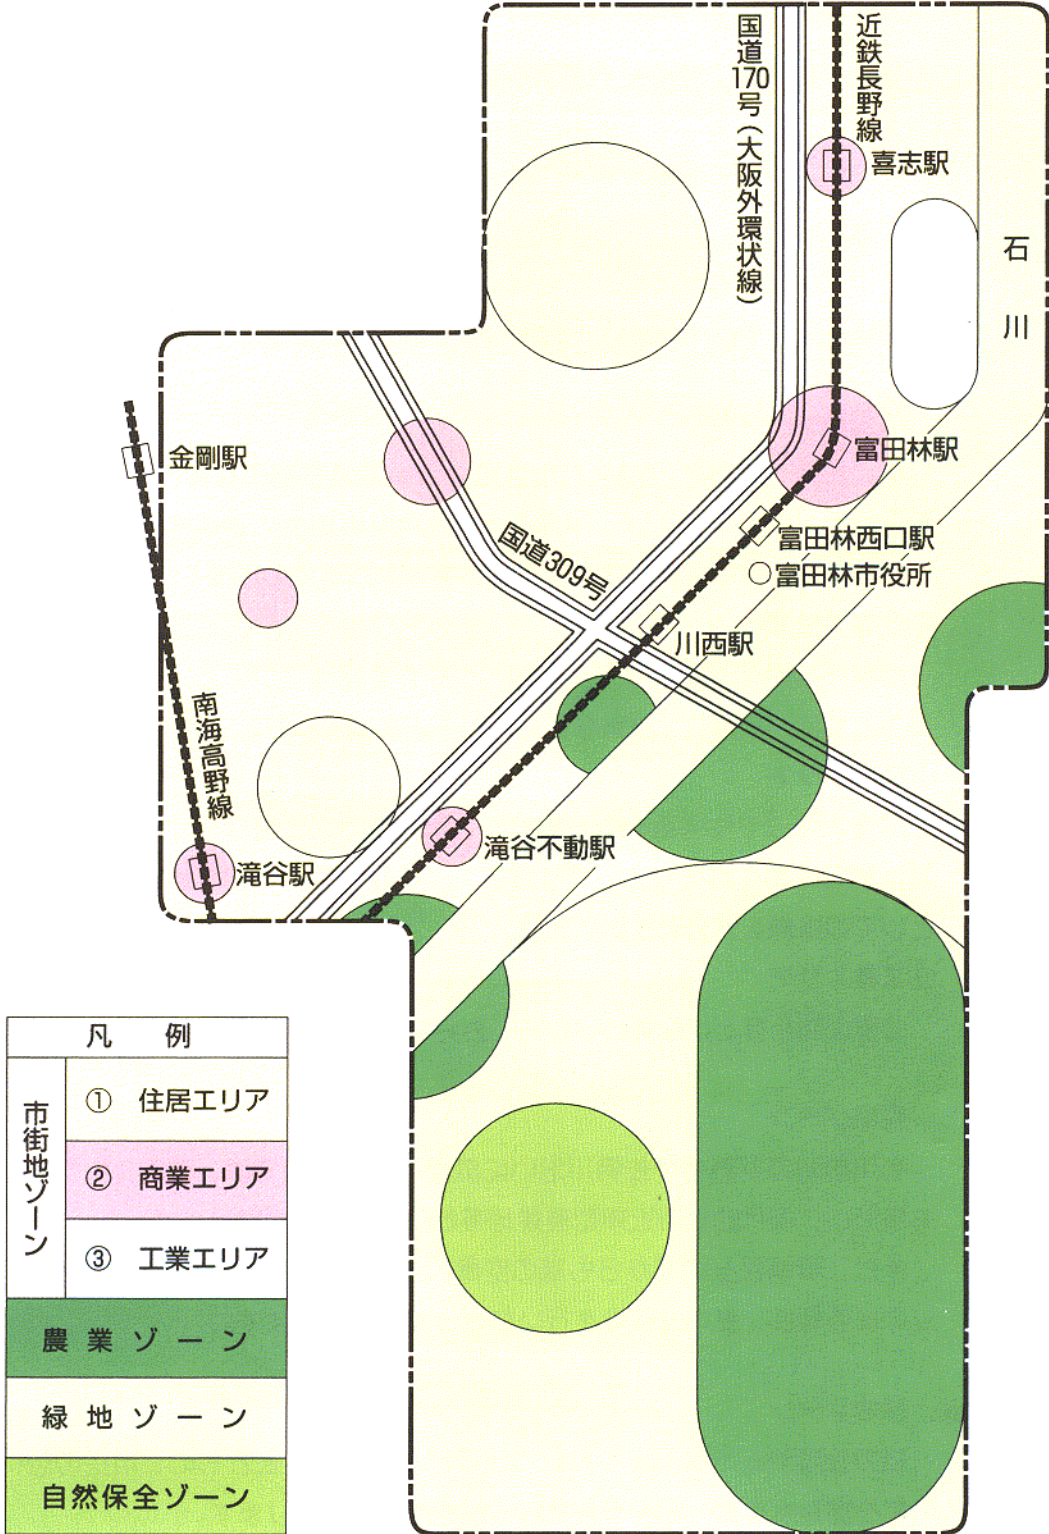 国道170号（大阪外環状線）
近鉄長野線
喜志駅
石川
金剛駅
富田林駅
国道309号
富田林西口駅
富田林市役所
川西駅
南海高野線
滝谷不動駅
滝谷駅
凡例
市街地ゾーン
① 住居エリア
② 商業エリア
③ 工業エリア
農業ゾーン
緑地ゾーン
自然保全ゾーン